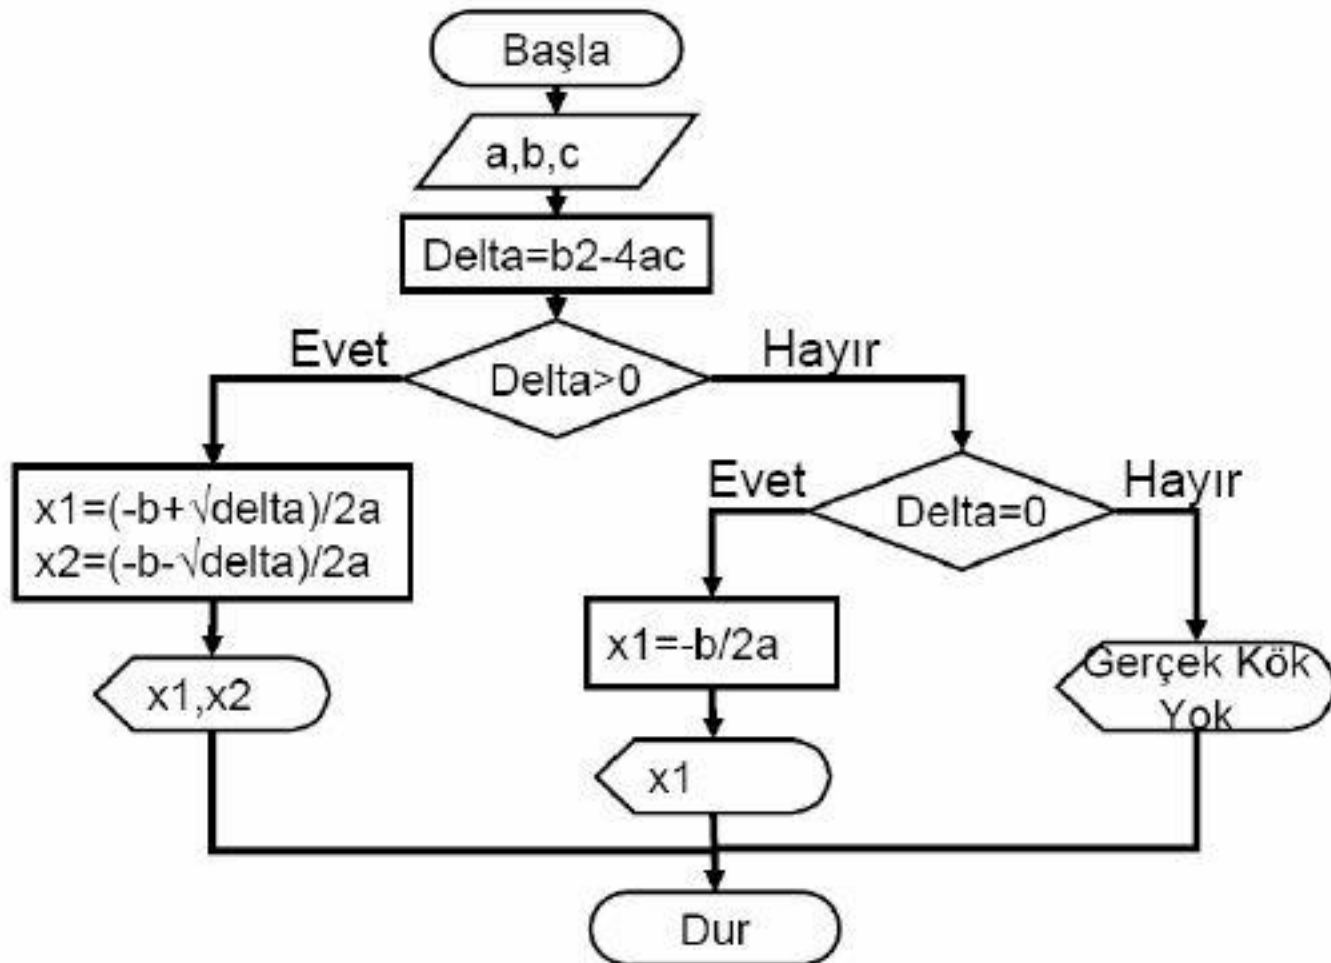 Başla
a,b,c
Delta=b2-4ac
Evet
Delta>0
Hayır
x1=(-b+√delta)/2a
x2=(-b-√delta)/2a
x1,x2
Evet
Delta=0
Hayır
x1=-b/2a
x1
Gerçek Kök
Yok
Dur